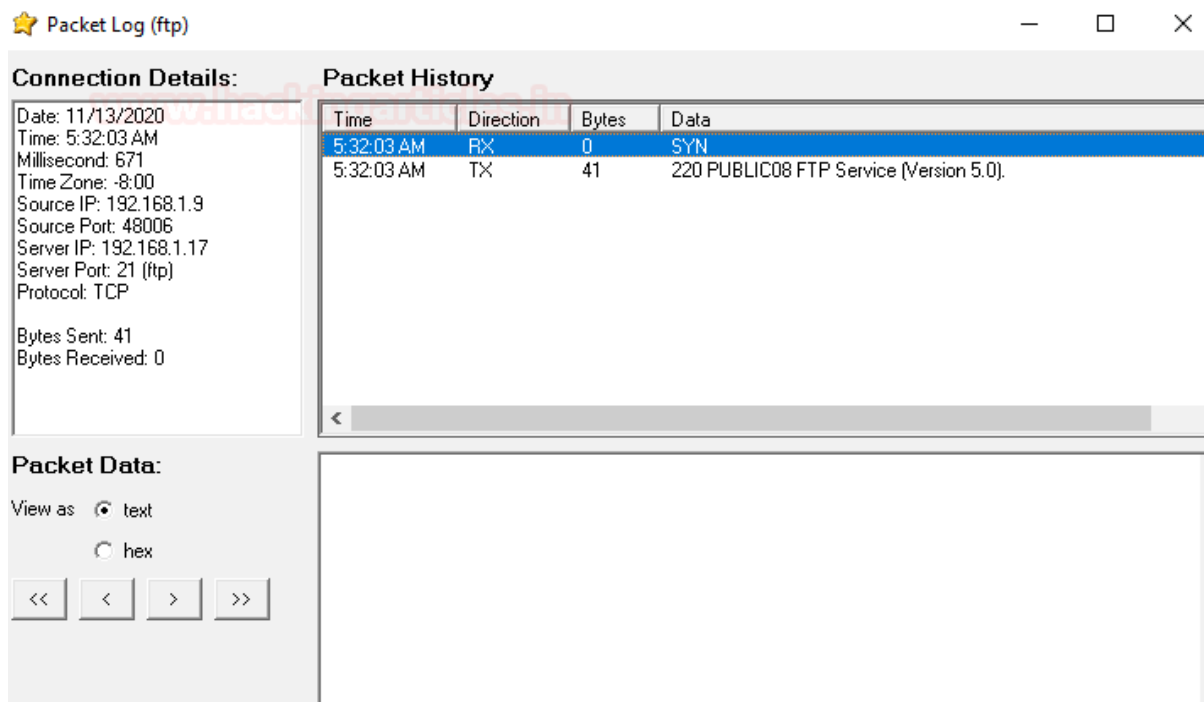 Packet Log (ftp)
Connection Details:
Date: 11/13/2020
Time: 5:32:03 AM
Millisecond: 671
Time Zone: -8:00
Source IP: 192.168.1.9
Source Port: 48006
Server IP: 192.168.1.17
Server Port: 21 (ftp)
Protocol: TCP
Bytes Sent: 41
Bytes Received: 0
Packet History
www.hackingarticles.in
Time Direction Bytes Data
5:32:03 AM RX 0 SYN
5:32:03 AM TX 41 220 PUBLIC08 FTP Service (Version 5.0).
Packet Data:
View as text
hex
<< < > >>